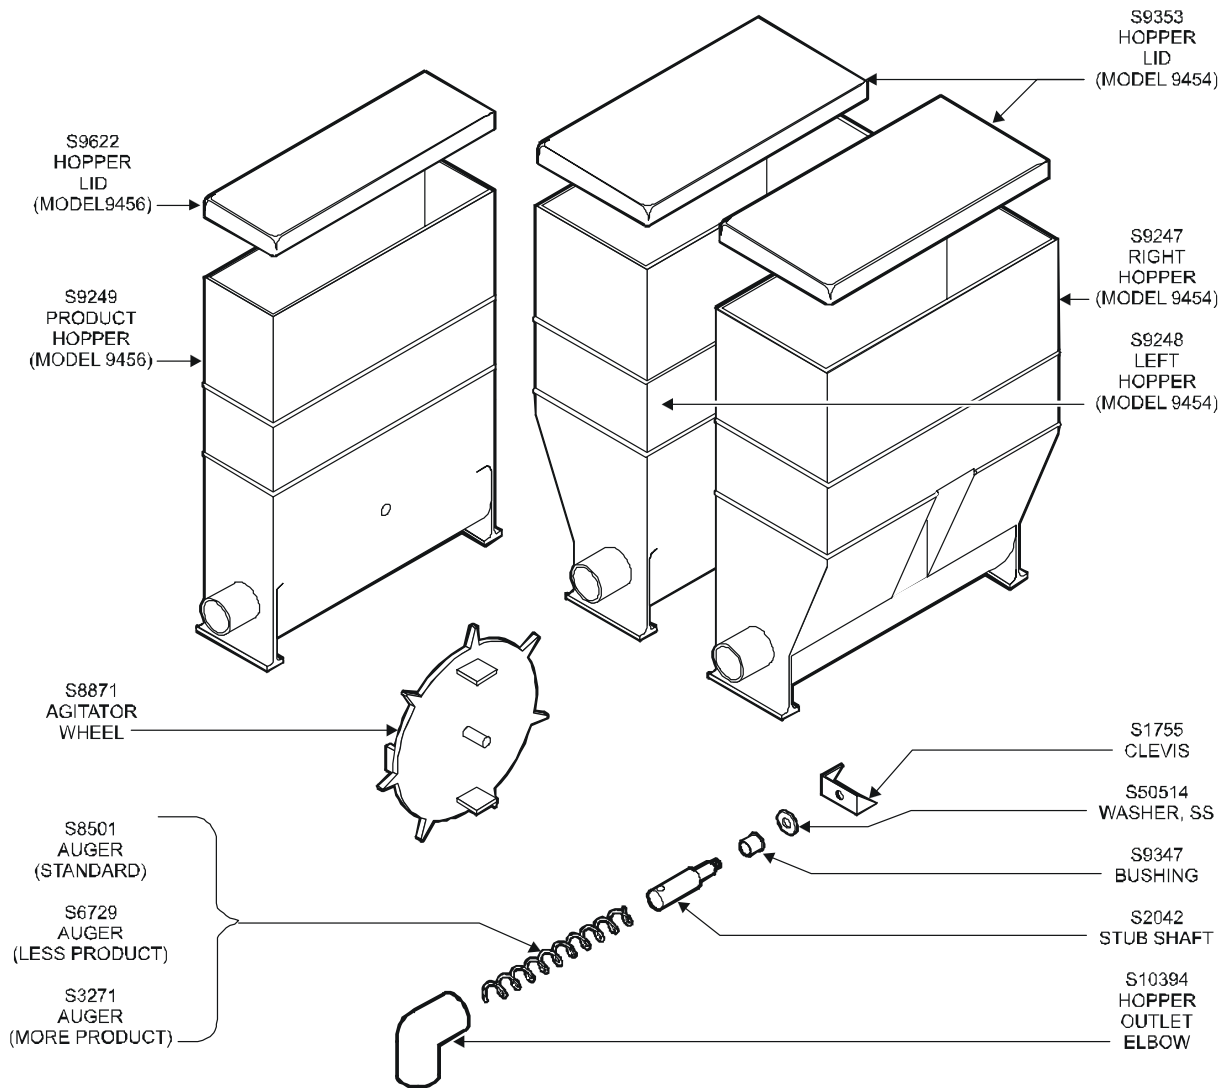 S9353
HOPPER
LID
(MODEL 9454)
S9622
HOPPER
LID
(MODEL9456)
S9247
RIGHT
HOPPER
(MODEL 9454)
S9249
PRODUCT
HOPPER
(MODEL 9456)
S9248
LEFT
HOPPER
(MODEL 9454)
S8871
AGITATOR
WHEEL
S1755
CLEVIS
S50514
WASHER, SS
S8501
AUGER
(STANDARD)
S9347
BUSHING
S6729
AUGER
(LESS PRODUCT)
S2042
STUB SHAFT
S3271
AUGER
(MORE PRODUCT)
S10394
HOPPER
OUTLET
ELBOW